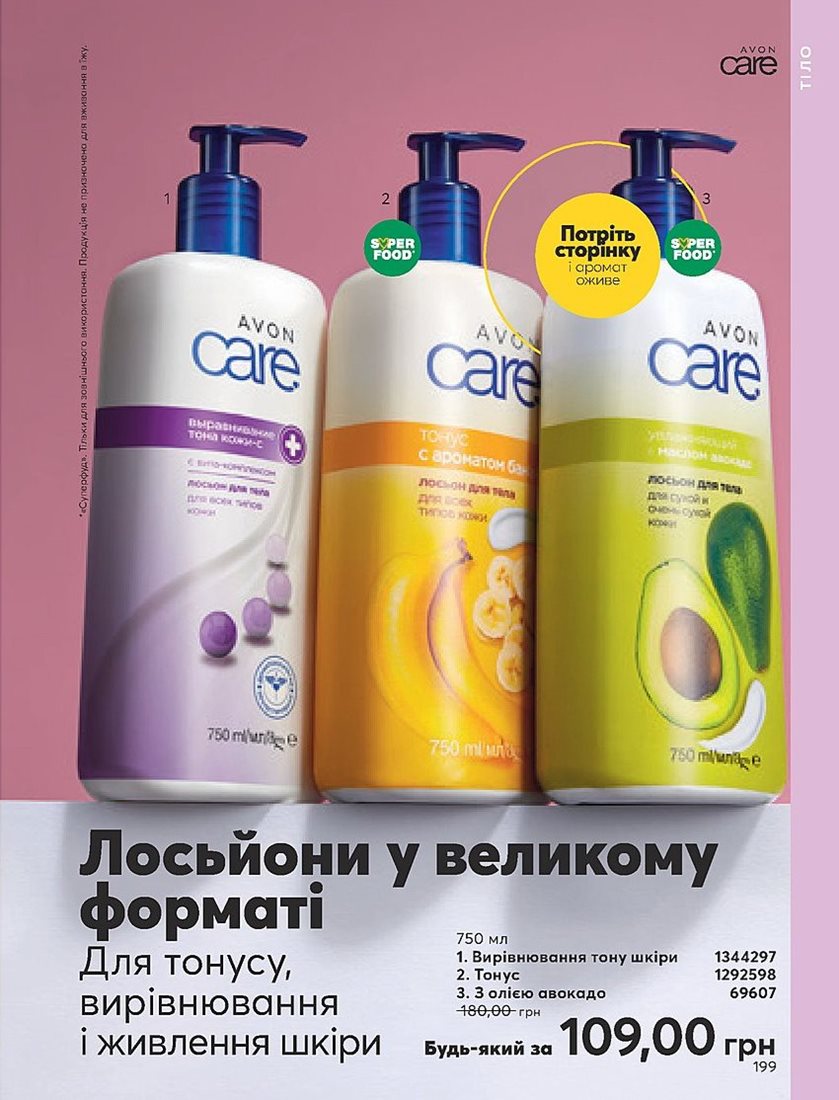 AVON
care
ТІЛО
*«Суперфуд». Тільки для зовнішнього використання. Продукція не призначена для вживання в їжу.
1
2
3
SUPER
FOOD*
Потріть
сторінку
і аромат
оживе
SUPER
FOOD*
AVON
care
выравнивание
тона кожи-с
с вита-комплексом
лосьон для тела
для всех типов
кожи
750 ml/мл/
AVON
care
тонус
с ароматом бан
лосьон для тела
для всех
типов кожи
750 ml/мл/
AVON
care
увлажняющий
с маслом авокадо
лосьон для тела
для сухой и
очень сухой
кожи
750 ml/мл/
Лосьйони у великому
форматі
Для тонусу,
вирівнювання
і живлення шкіри
750 мл
1. Вирівнювання тону шкіри 1344297
2. Тонус 1292598
3. З олією авокадо 69607
180,00 грн
Будь-який за 109,00 грн
199